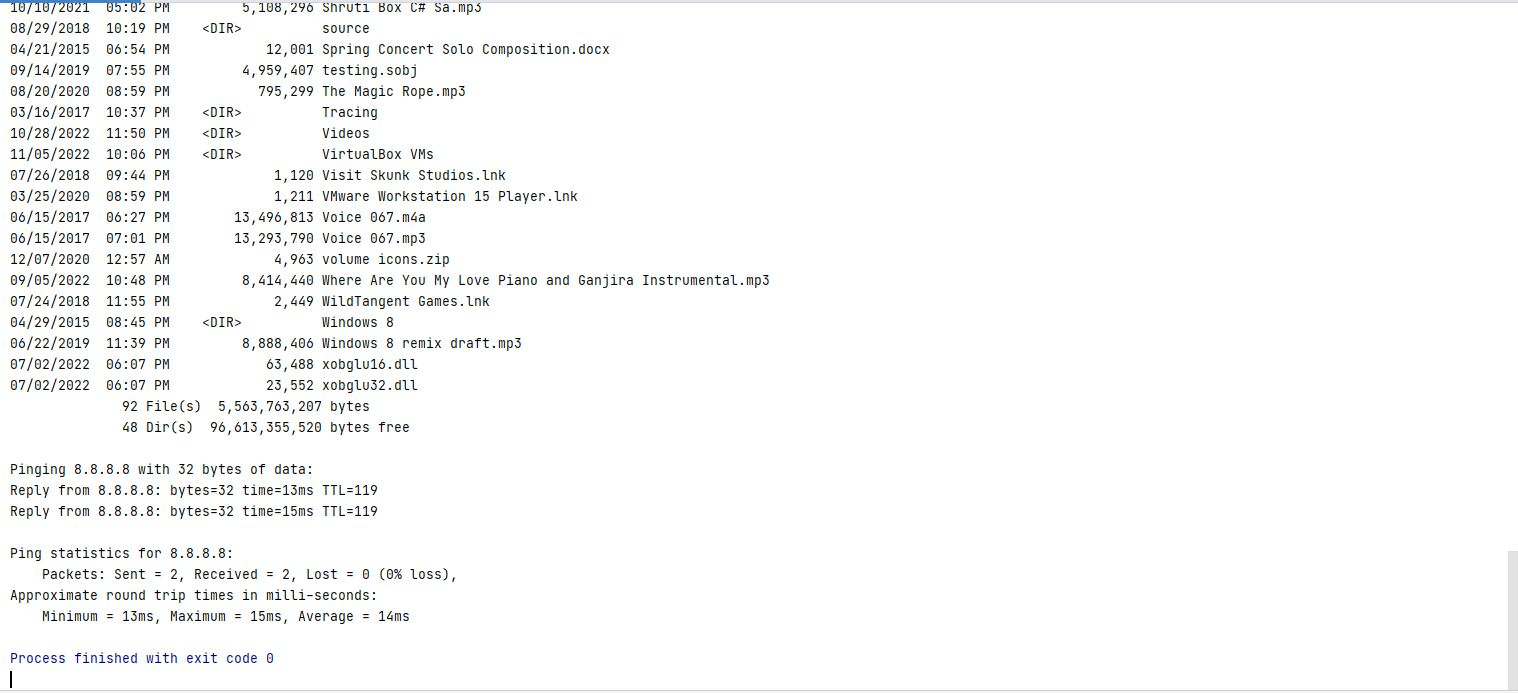 10/10/2021  05:02 PM         5,108,296 Shruti Box C# Sa.mp3
08/29/2018  10:19 PM    <DIR>          source
04/21/2015  06:54 PM            12,001 Spring Concert Solo Composition.docx
09/14/2019  07:55 PM         4,959,407 testing.sobj
08/20/2020  08:59 PM           795,299 The Magic Rope.mp3
03/16/2017  10:37 PM    <DIR>          Tracing
10/28/2022  11:50 PM    <DIR>          Videos
11/05/2022  10:06 PM    <DIR>          VirtualBox VMs
07/26/2018  09:44 PM             1,120 Visit Skunk Studios.lnk
03/25/2020  08:59 PM             1,211 VMware Workstation 15 Player.lnk
06/15/2017  06:27 PM        13,496,813 Voice 067.m4a
06/15/2017  07:01 PM        13,293,790 Voice 067.mp3
12/07/2020  12:57 AM             4,963 volume icons.zip
09/05/2022  10:48 PM         8,414,440 Where Are You My Love Piano and Ganjira Instrumental.mp3
07/24/2018  11:55 PM             2,449 WildTangent Games.lnk
04/29/2015  08:45 PM    <DIR>          Windows 8
06/22/2019  11:39 PM         8,888,406 Windows 8 remix draft.mp3
07/02/2022  06:07 PM            63,488 xobglu16.dll
07/02/2022  06:07 PM            23,552 xobglu32.dll
              92 File(s)  5,563,763,207 bytes
              48 Dir(s)  96,613,355,520 bytes free

Pinging 8.8.8.8 with 32 bytes of data:
Reply from 8.8.8.8: bytes=32 time=13ms TTL=119
Reply from 8.8.8.8: bytes=32 time=15ms TTL=119

Ping statistics for 8.8.8.8:
    Packets: Sent = 2, Received = 2, Lost = 0 (0% loss),
Approximate round trip times in milli-seconds:
    Minimum = 13ms, Maximum = 15ms, Average = 14ms

Process finished with exit code 0